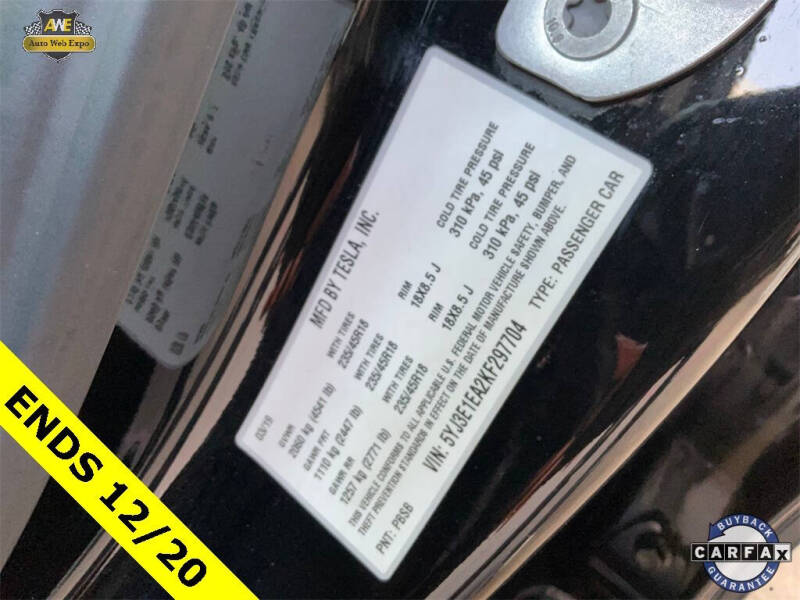 AWE
Auto Web Expo
MFD BY TESLA, INC.
03/19
GVWR
2060 kg (4541 lb)
GAWR FRT
1110 kg (2447 lb)
GAWR RR
1257 kg (2771 lb)
WITH TIRES
235/45R18
WITH TIRES
235/45R18
WITH TIRES
235/45R18
RIM
18X8.5 J
RIM
18X8.5 J
COLD TIRE PRESSURE
310 kPa, 45 psi
COLD TIRE PRESSURE
310 kPa, 45 psi
THIS VEHICLE CONFORMS TO ALL APPLICABLE U.S. FEDERAL MOTOR VEHICLE SAFETY, BUMPER, AND
THEFT PREVENTION STANDARDS IN EFFECT ON THE DATE OF MANUFACTURE SHOWN ABOVE.
VIN: 5YJ3E1EA2KF297704
TYPE: PASSENGER CAR
PNT: PBSB
10.9
ENDS 12/20
BUYBACK
CARFAX
GUARANTEE